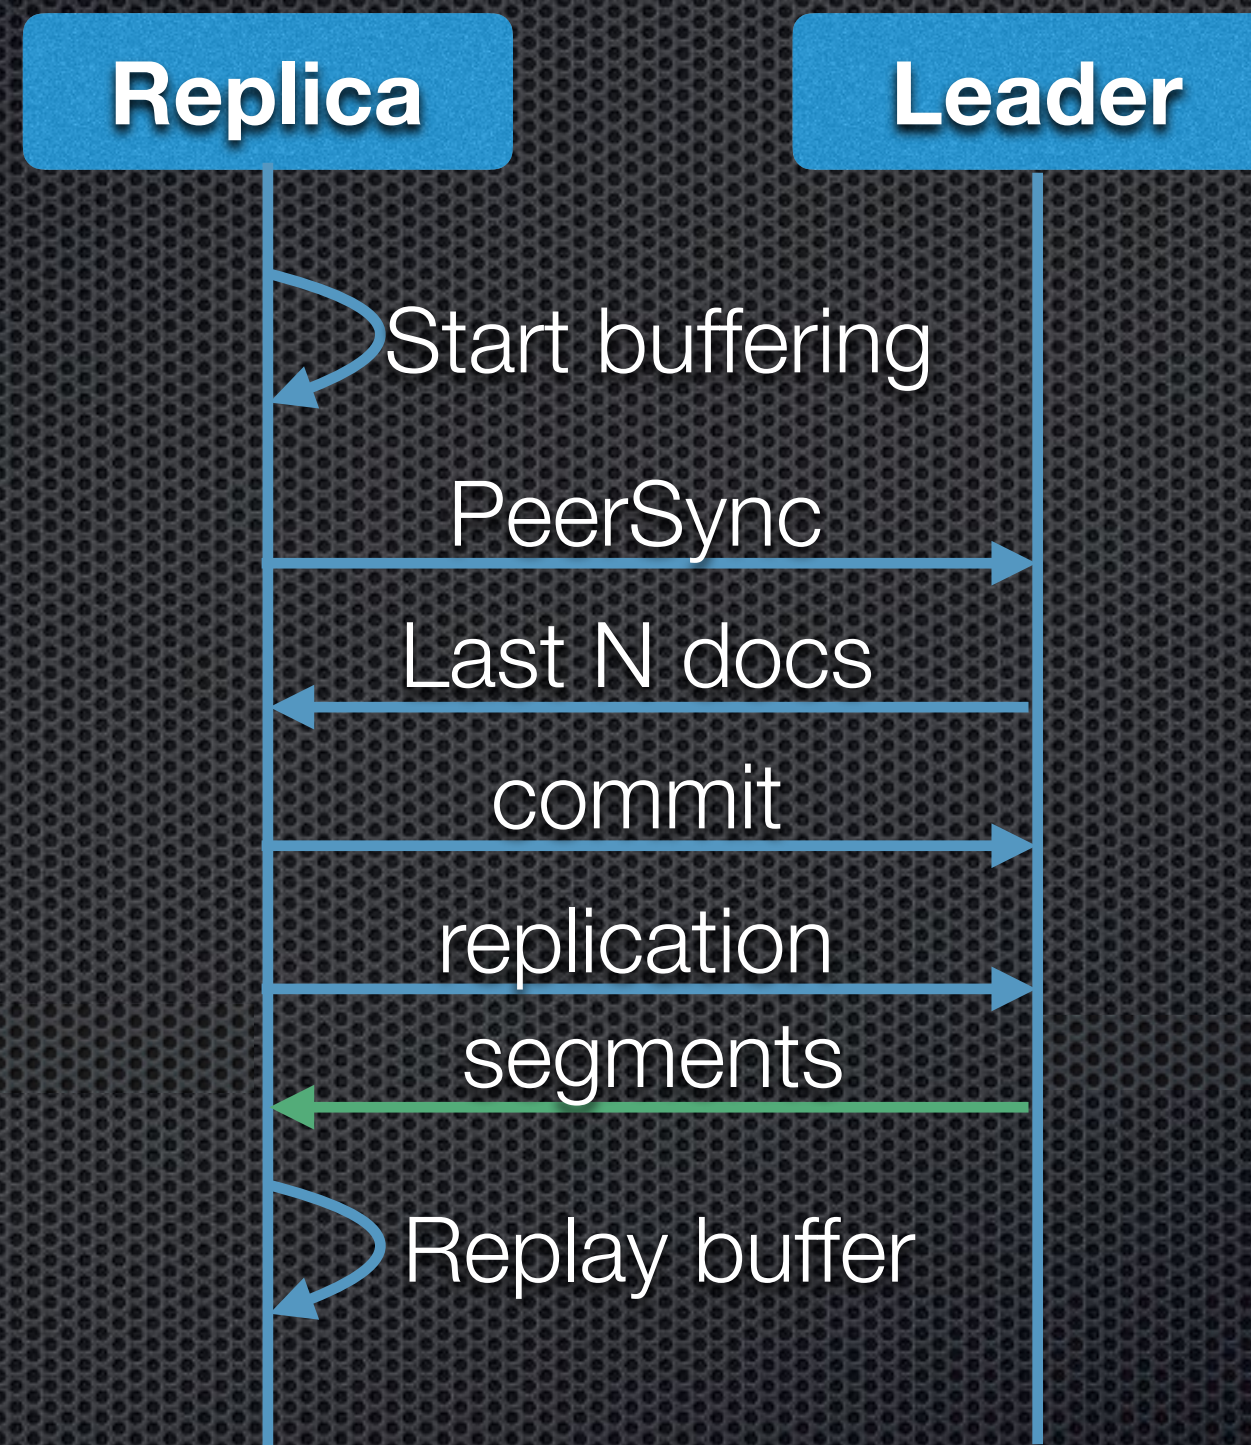 Replica
Leader
Start buffering
PeerSync
Last N docs
commit
replication
segments
Replay buffer